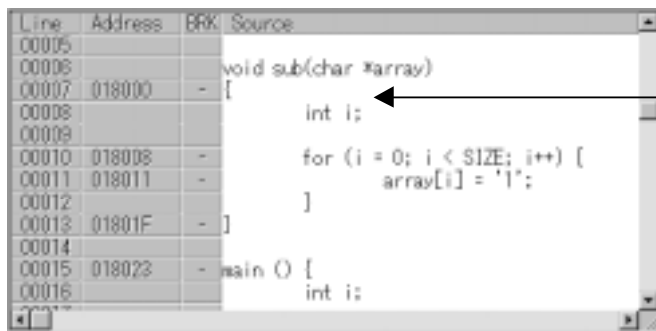 Line Address BRK Source
00005
00006 void sub(char *array)
00007 018000 - {
00008 int i;
00009
00010 018008 - for (i = 0; i < SIZE; i++) {
00011 018011 - array[i] = '1';
00012 }
00013 01801F - }
00014
00015 018023 - main () {
00016 int i;